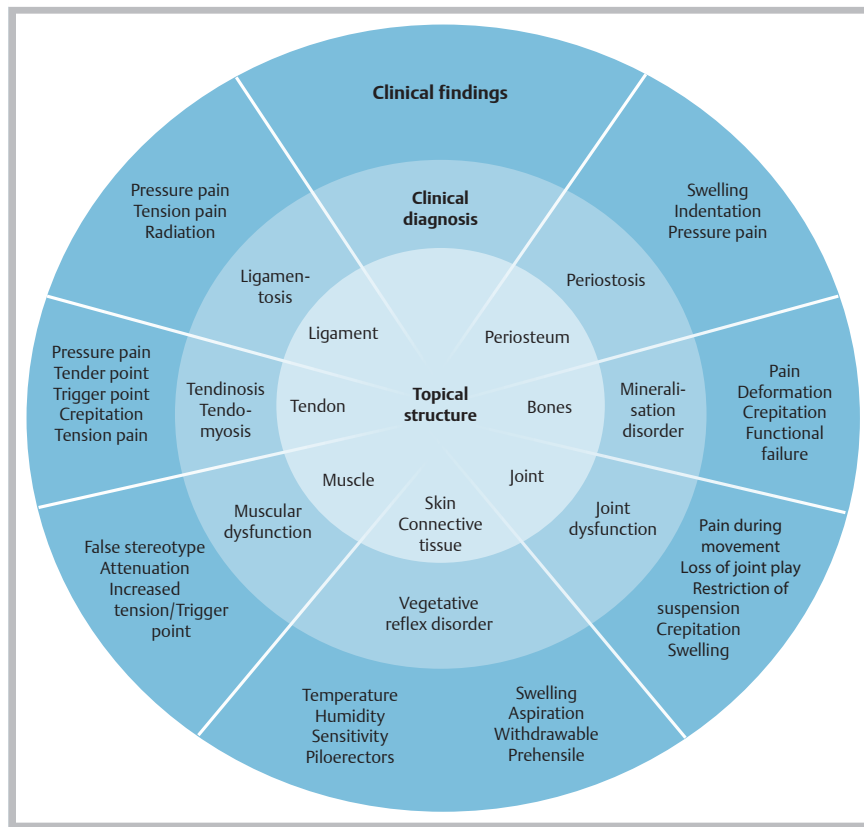 Clinical findings
Clinical
diagnosis
Topical
structure
Swelling
Indentation
Pressure pain
Periostosis
Periosteum
Pain
Deformation
Crepitation
Functional
failure
Minerali-
sation
disorder
Bones
Pain during
movement
Loss of joint play
Restriction of
suspension
Crepitation
Swelling
Joint
dysfunction
Joint
Swelling
Aspiration
Withdrawable
Prehensile
Temperature
Humidity
Sensitivity
Piloerectors
Vegetative
reflex disorder
Skin
Connective
tissue
False stereotype
Attenuation
Increased
tension/Trigger
point
Muscular
dysfunction
Muscle
Pressure pain
Tender point
Trigger point
Crepitation
Tension pain
Tendinosis
Tendo-
myosis
Tendon
Pressure pain
Tension pain
Radiation
Ligamen-
tosis
Ligament